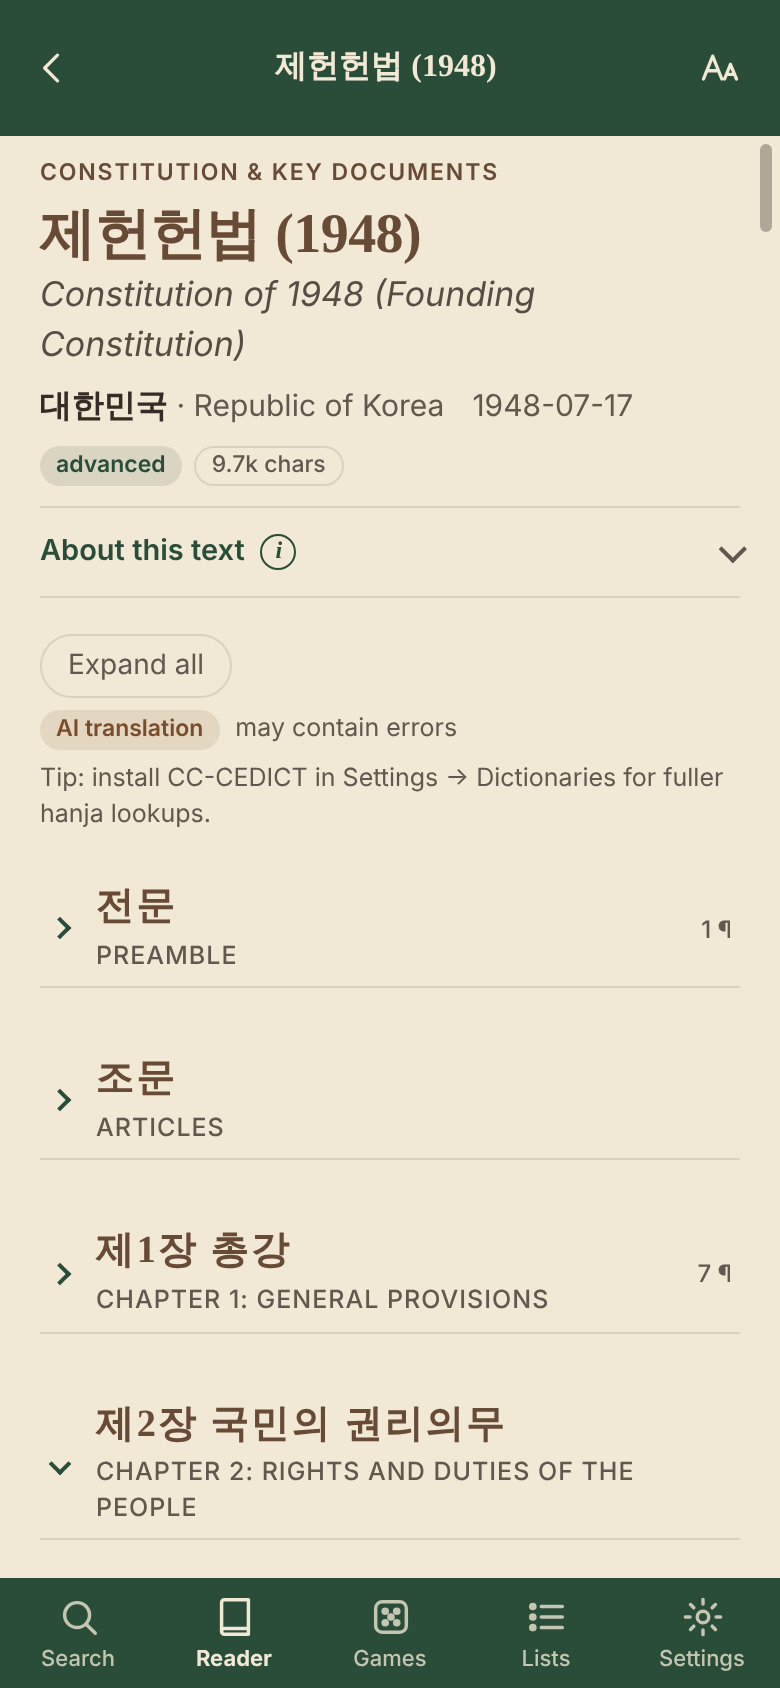 제헌헌법 (1948)
AA
CONSTITUTION & KEY DOCUMENTS
제헌헌법 (1948)
Constitution of 1948 (Founding
Constitution)
대한민국 · Republic of Korea 1948-07-17
advanced 9.7k chars
About this text i
Expand all
AI translation may contain errors
Tip: install CC-CEDICT in Settings → Dictionaries for fuller
hanja lookups.
전문
1 ¶
PREAMBLE
조문
ARTICLES
제1장 총강
7 ¶
CHAPTER 1: GENERAL PROVISIONS
제2장 국민의 권리의무
CHAPTER 2: RIGHTS AND DUTIES OF THE
PEOPLE
Search Reader Games Lists Settings